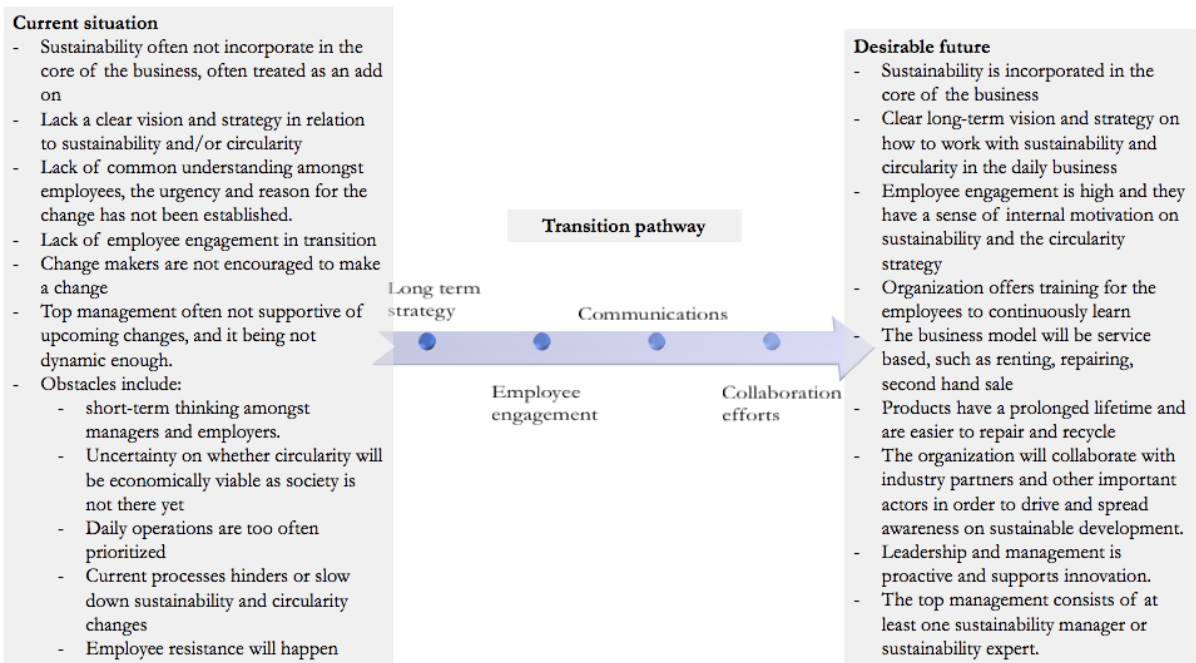 Current situation
- Sustainability often not incorporate in the
core of the business, often treated as an add
on
- Lack a clear vision and strategy in relation
to sustainability and/or circularity
- Lack of common understanding amongst
employees, the urgency and reason for the
change has not been established.
- Lack of employee engagement in transition
- Change makers are not encouraged to make
a change
- Top management often not supportive of
upcoming changes, and it being not
dynamic enough.
- Obstacles include:
- short-term thinking amongst
managers and employers.
- Uncertainty on whether circularity will
be economically viable as society is
not there yet
- Daily operations are too often
prioritized
- Current processes hinders or slow
down sustainability and circularity
changes
- Employee resistance will happen
Transition pathway
Long term
strategy
Employee
engagement
Communications
Collaboration
efforts
Desirable future
- Sustainability is incorporated in the
core of the business
- Clear long-term vision and strategy on
how to work with sustainability and
circularity in the daily business
- Employee engagement is high and they
have a sense of internal motivation on
sustainability and the circularity
strategy
- Organization offers training for the
employees to continuously learn
- The business model will be service
based, such as renting, repairing,
second hand sale
- Products have a prolonged lifetime and
are easier to repair and recycle
- The organization will collaborate with
industry partners and other important
actors in order to drive and spread
awareness on sustainable development.
- Leadership and management is
proactive and supports innovation.
- The top management consists of at
least one sustainability manager or
sustainability expert.